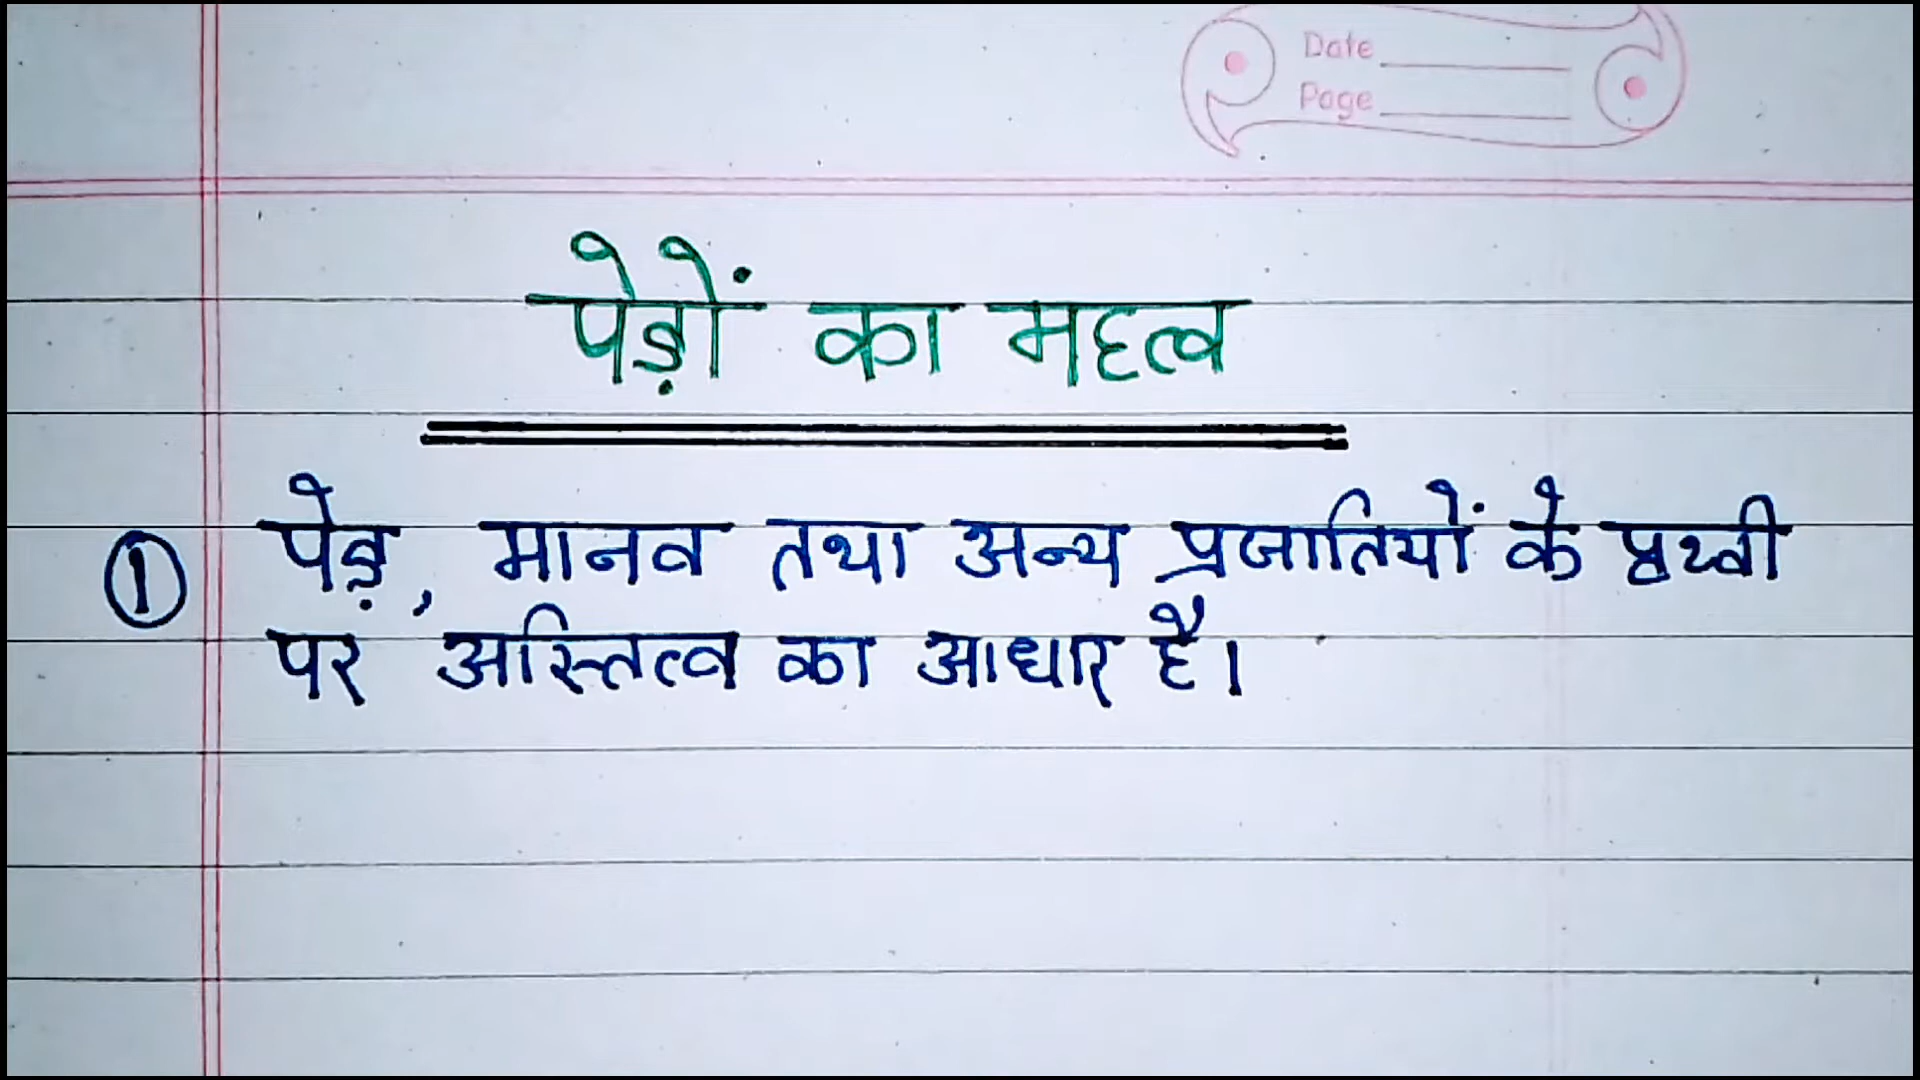 Date
Page
पेड़ों का महत्व
① पेड़, मानव तथा अन्य प्रजातियों के पृथ्वी
पर अस्तित्व का आधार है।